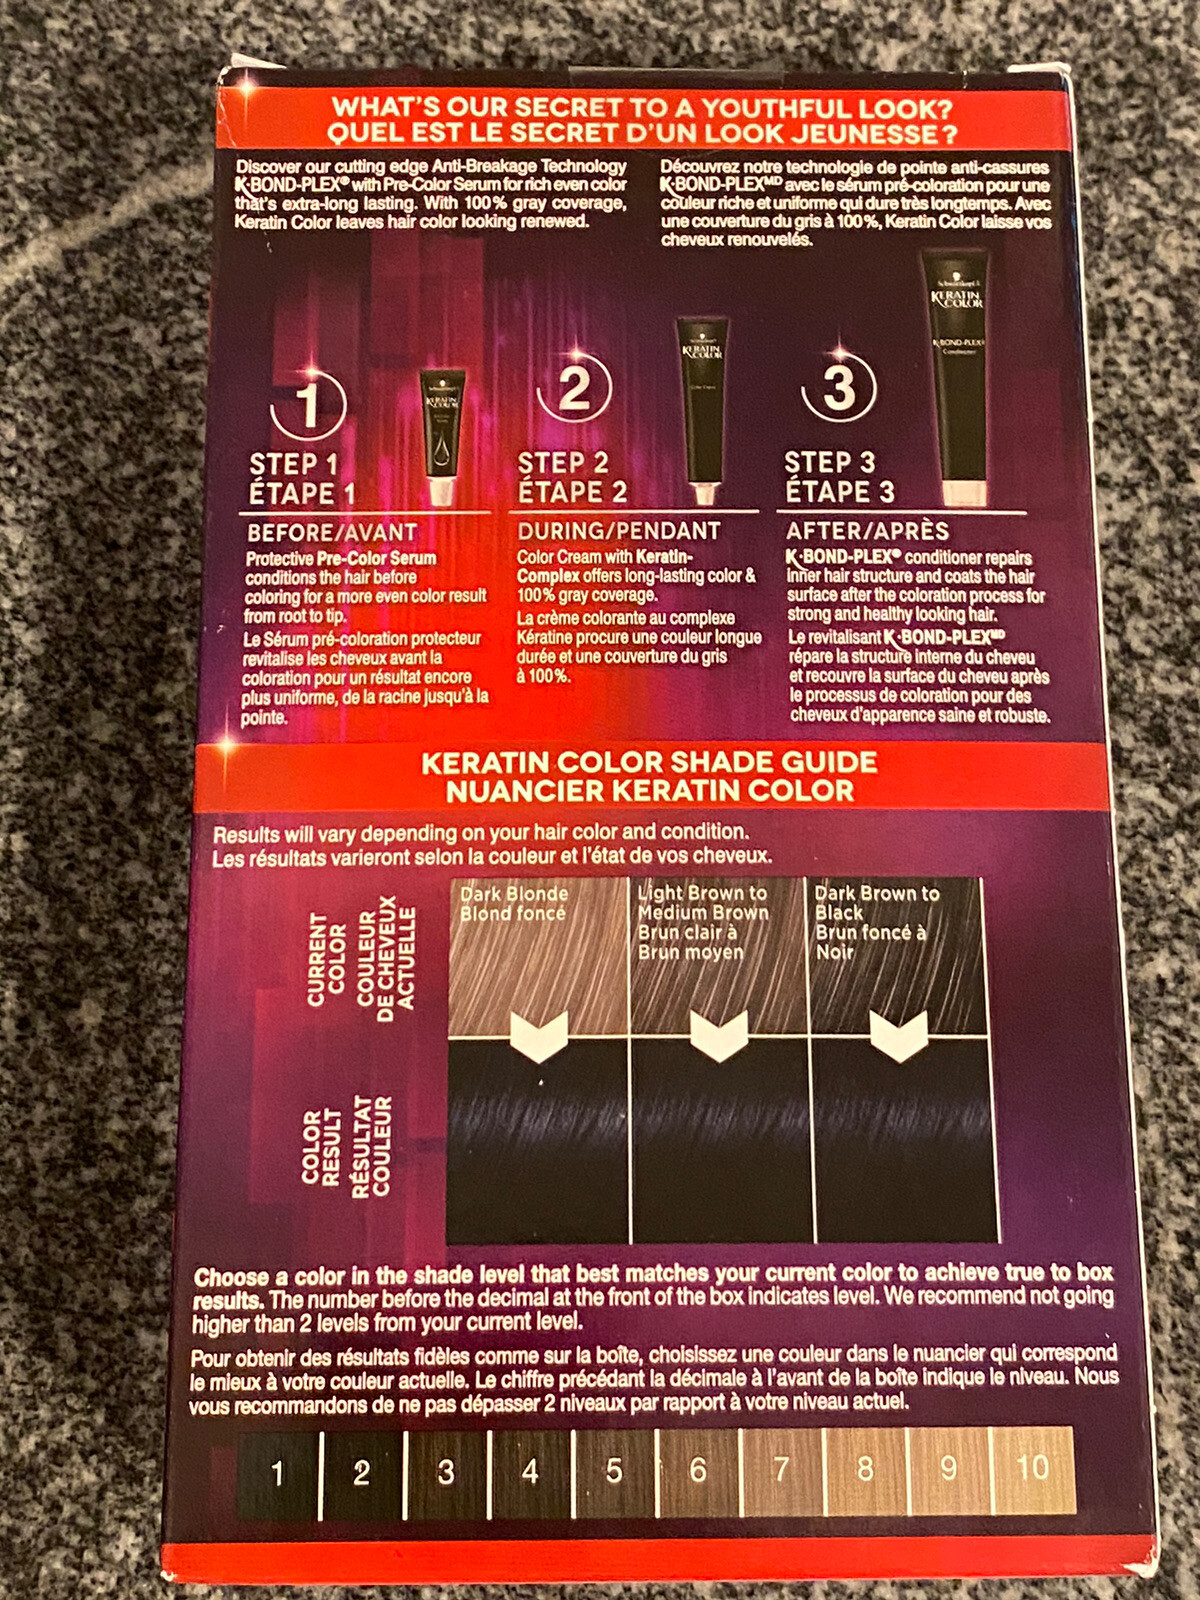 WHAT'S OUR SECRET TO A YOUTHFUL LOOK?
QUEL EST LE SECRET D'UN LOOK JEUNESSE?
Discover our cutting edge Anti-Breakage Technology
K·BOND-PLEX® with Pre-Color Serum for rich even color
that's extra-long lasting. With 100% gray coverage,
Keratin Color leaves hair color looking renewed.
Découvrez notre technologie de pointe anti-cassures
K·BOND-PLEXMD avec le sérum pré-coloration pour une
couleur riche et uniforme qui dure très longtemps. Avec
une couverture du gris à 100%, Keratin Color laisse vos
cheveux renouvelés.
1
KERATIN
COLOR
STEP 1
ÉTAPE 1
BEFORE/AVANT
Protective Pre-Color Serum
conditions the hair before
coloring for a more even color result
from root to tip.
Le Sérum pré-coloration protecteur
revitalise les cheveux avant la
coloration pour un résultat encore
plus uniforme, de la racine jusqu'à la
pointe.
2
KERATIN
COLOR
STEP 2
ÉTAPE 2
DURING/PENDANT
Color Cream with Keratin-
Complex offers long-lasting color &
100% gray coverage.
La crème colorante au complexe
Kératine procure une couleur longue
durée et une couverture du gris
à 100%.
3
Schwarzkopf
KERATIN
COLOR
K·BOND-PLEX®
Conditioner
STEP 3
ÉTAPE 3
AFTER/APRÈS
K·BOND-PLEX® conditioner repairs
inner hair structure and coats the hair
surface after the coloration process for
strong and healthy looking hair.
Le revitalisant K·BOND-PLEXMD
répare la structure interne du cheveu
et recouvre la surface du cheveu après
le processus de coloration pour des
cheveux d'apparence saine et robuste.
KERATIN COLOR SHADE GUIDE
NUANCIER KERATIN COLOR
Results will vary depending on your hair color and condition.
Les résultats varieront selon la couleur et l'état de vos cheveux.
CURRENT
COLOR
COULEUR
DE CHEVEUX
ACTUELLE
Dark Blonde
Blond foncé
Light Brown to
Medium Brown
Brun clair à
Brun moyen
Dark Brown to
Black
Brun foncé à
Noir
COLOR
RESULT
RÉSULTAT
COULEUR
Choose a color in the shade level that best matches your current color to achieve true to box
results. The number before the decimal at the front of the box indicates level. We recommend not going
higher than 2 levels from your current level.
Pour obtenir des résultats fidèles comme sur la boîte, choisissez une couleur dans le nuancier qui correspond
le mieux à votre couleur actuelle. Le chiffre précédant la décimale à l'avant de la boîte indique le niveau. Nous
vous recommandons de ne pas dépasser 2 niveaux par rapport à votre niveau actuel.
1 2 3 4 5 6 7 8 9 10